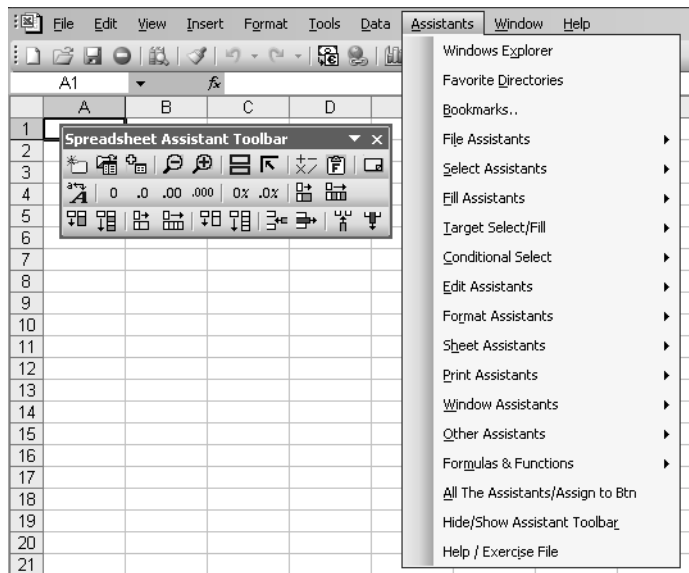 File Edit View Insert Format Tools Data Assistants Window Help
A1 fx
A B C D
1
2
3
4
5
6
7
8
9
10
11
12
13
14
15
16
17
18
19
20
21
Spreadsheet Assistant Toolbar
0 .0 .00 .000 0% .0%
Windows Explorer
Favorite Directories
Bookmarks..
File Assistants
Select Assistants
Fill Assistants
Target Select/Fill
Conditional Select
Edit Assistants
Format Assistants
Sheet Assistants
Print Assistants
Window Assistants
Other Assistants
Formulas & Functions
All The Assistants/Assign to Btn
Hide/Show Assistant Toolbar
Help / Exercise File